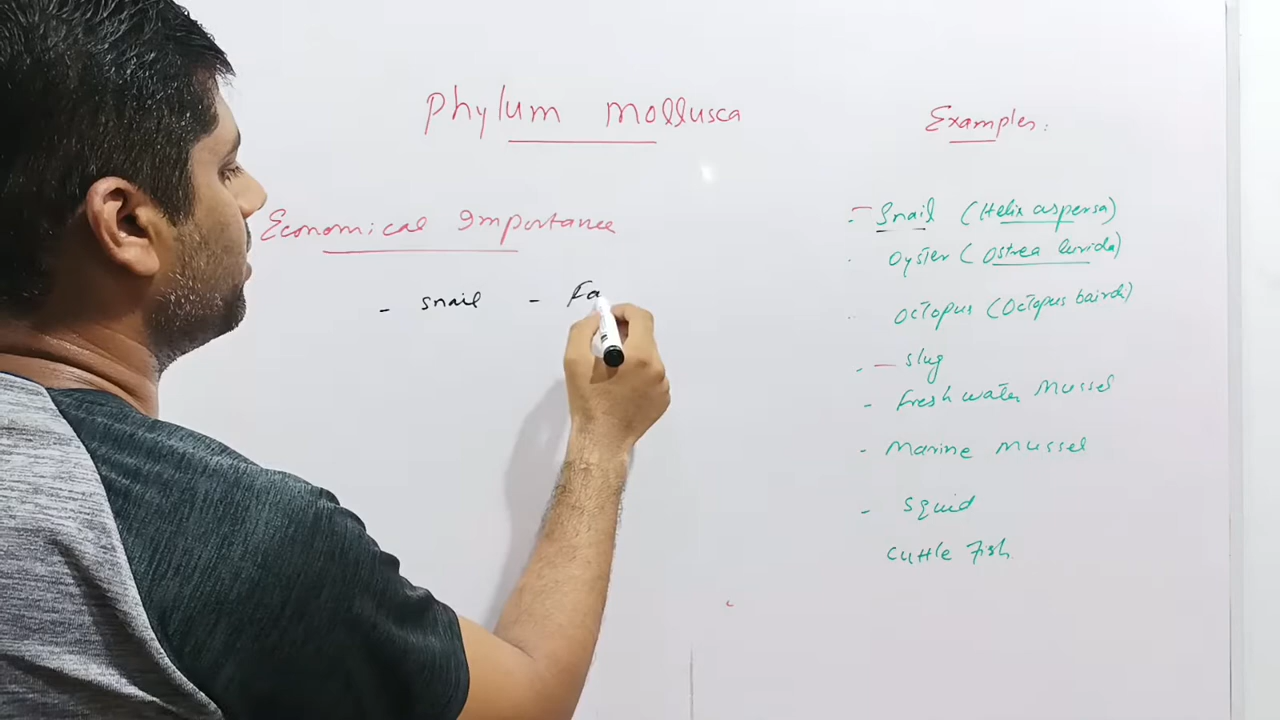 Phylum Mollusca
Economical Importance
- snail - Fa
Examples:
- Snail (Helix aspersa)
. Oyster (Ostrea lurida)
. Octopus (Octopus bairdi)
- slug
- Fresh water Mussel
- Marine Mussel
- Squid
Cuttle Fish